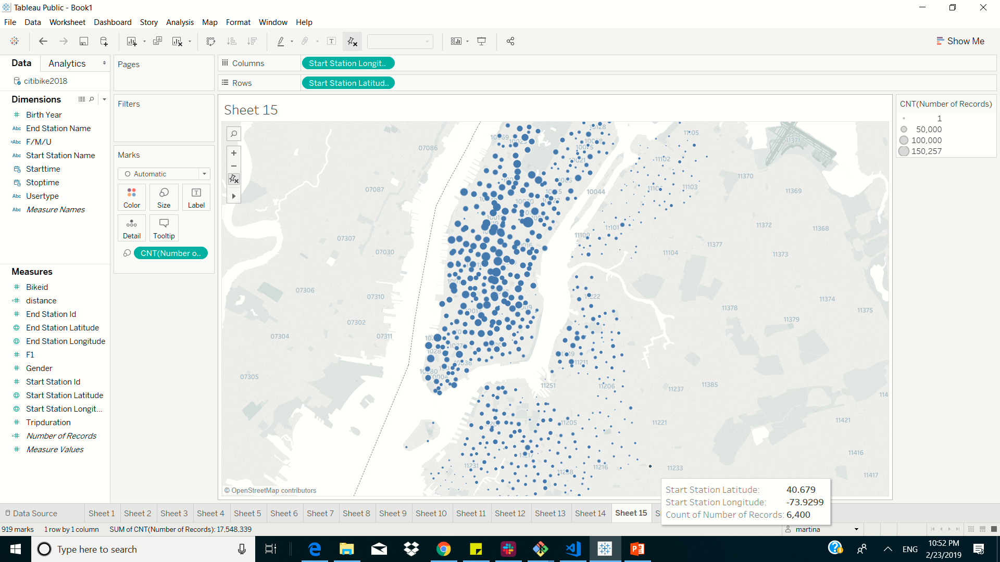 Tableau Public - Book1
File Data Worksheet Dashboard Story Analysis Map Format Window Help
Show Me
Data Analytics
citibike2018
Dimensions
Birth Year
Abc End Station Name
=Abc F/M/U
Abc Start Station Name
Starttime
Stoptime
Abc Usertype
Abc Measure Names
Measures
Bikeid
distance
End Station Id
End Station Latitude
End Station Longitude
F1
Gender
Start Station Id
Start Station Latitude
Start Station Longit...
Tripduration
Number of Records
Measure Values
Pages
Filters
Marks
Automatic
Color Size Label
Detail Tooltip
CNT(Number o..
Columns Start Station Longit..
Rows Start Station Latitud..
Sheet 15
11105
11371
07086
11102
11370
07087
11103
11369
10044
11372
11368
11101
11109
07307
11377
07030
11104
11373
07306
07310
11374
11378
11375
11379
07302
07304
07311
11211
07305
11251
11206
11237
11385
11205
11221
11421
11416
11231
11216
11233
11417
© OpenStreetMap contributors
CNT(Number of Records)
1
50,000
100,000
150,257
Start Station Latitude: 40.679
Start Station Longitude: -73.9299
Count of Number of Records: 6,400
Data Source Sheet 1 Sheet 2 Sheet 3 Sheet 4 Sheet 5 Sheet 6 Sheet 7 Sheet 8 Sheet 9 Sheet 10 Sheet 11 Sheet 12 Sheet 13 Sheet 14 Sheet 15
919 marks 1 row by 1 column SUM of CNT(Number of Records): 17,548,339
martina
Type here to search
ENG
10:52 PM
2/23/2019